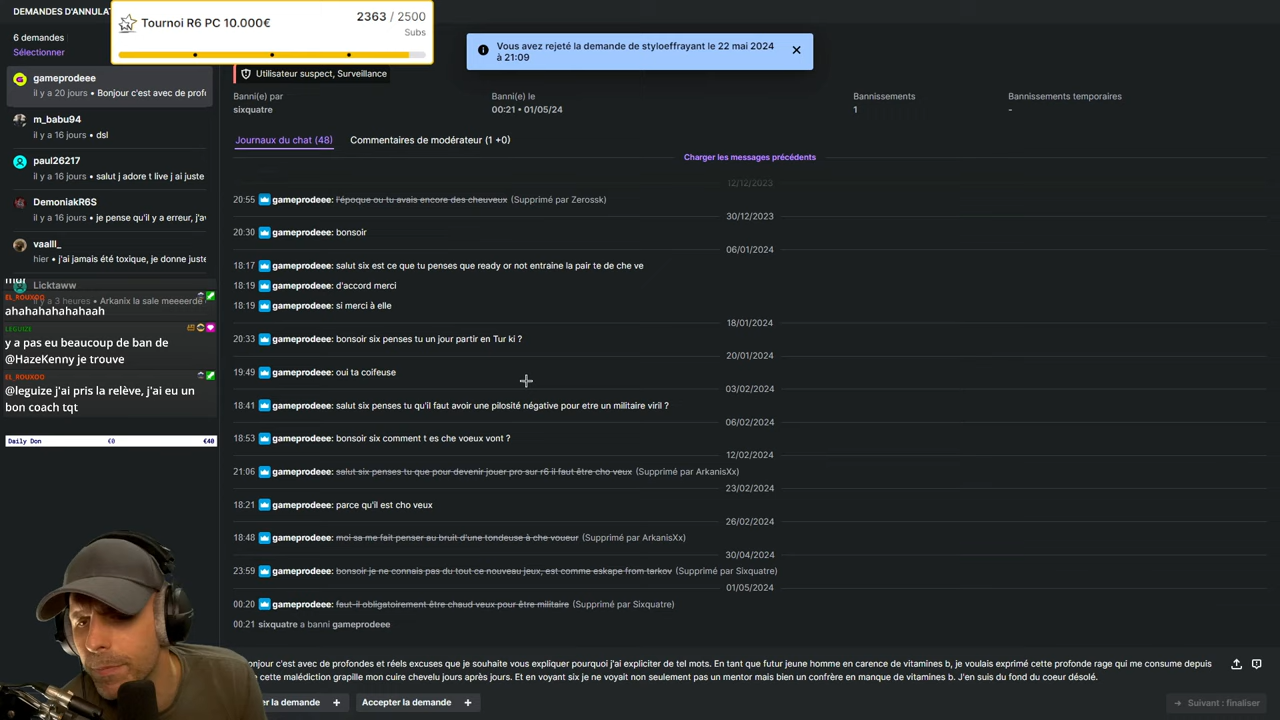 DEMANDES D'ANNULAT
Tournoi R6 PC 10.000€
2363 / 2500
Subs
6 demandes
Sélectionner
Vous avez rejeté la demande de styloeffrayant le 22 mai 2024
à 21:09
gameprodeee
il y a 20 jours • Bonjour c'est avec de prof
m_babu94
il y a 16 jours • dsl
paul26217
il y a 16 jours • salut j adore t live j ai juste
DemoniakR6S
il y a 16 jours • je pense qu'il y a erreur, j'av
vaalll_
hier • j'ai jamais été toxique, je donne juste
Licktaww
il y a 3 heures • Arkanix la sale meeeerde
EL_ROUXOO
ahahahahahahaah
LEGUIZE
y a pas eu beaucoup de ban de
@HazeKenny je trouve
EL_ROUXOO
@leguize j'ai pris la relève, j'ai eu un
bon coach tqt
Daily Don €0 €40
Utilisateur suspect, Surveillance
Banni(e) par
sixquatre
Banni(e) le
00:21 • 01/05/24
Bannissements
1
Bannissements temporaires
-
Journaux du chat (48)
Commentaires de modérateur (1 +0)
Charger les messages précédents
12/12/2023
20:55 gameprodeee: l'époque ou tu avais encore des cheuveux (Supprimé par Zerossk)
30/12/2023
20:30 gameprodeee: bonsoir
06/01/2024
18:17 gameprodeee: salut six est ce que tu penses que ready or not entraine la pair te de che ve
18:19 gameprodeee: d'accord merci
18:19 gameprodeee: si merci à elle
18/01/2024
20:33 gameprodeee: bonsoir six penses tu un jour partir en Tur ki ?
20/01/2024
19:49 gameprodeee: oui ta coifeuse
03/02/2024
18:41 gameprodeee: salut six penses tu qu'il faut avoir une pilosité négative pour etre un militaire viril ?
06/02/2024
18:53 gameprodeee: bonsoir six comment t es che voeux vont ?
12/02/2024
21:06 gameprodeee: salut six penses tu que pour devenir jouer pro sur r6 il faut être cho veux (Supprimé par ArkanisXx)
23/02/2024
18:21 gameprodeee: parce qu'il est cho veux
26/02/2024
18:48 gameprodeee: moi sa me fait penser au bruit d'une tondeuse à che voueur (Supprimé par ArkanisXx)
30/04/2024
23:59 gameprodeee: bonsoir je ne connais pas du tout ce nouveau jeux, est comme eskape from tarkov (Supprimé par Sixquatre)
01/05/2024
00:20 gameprodeee: faut-il obligatoirement être chaud veux pour être militaire (Supprimé par Sixquatre)
00:21 sixquatre a banni gameprodeee
onjour c'est avec de profondes et réels excuses que je souhaite vous expliquer pourquoi j'ai expliciter de tel mots. En tant que futur jeune homme en carence de vitamines b, je voulais exprimé cette profonde rage qui me consume depuis
cette malédiction grapille mon cuire chevelu jours après jours. Et en voyant six je ne voyait non seulement pas un mentor mais bien un confrère en manque de vitamines b. J'en suis du fond du coeur désolé.
er la demande +
Accepter la demande +
→ Suivant : finaliser